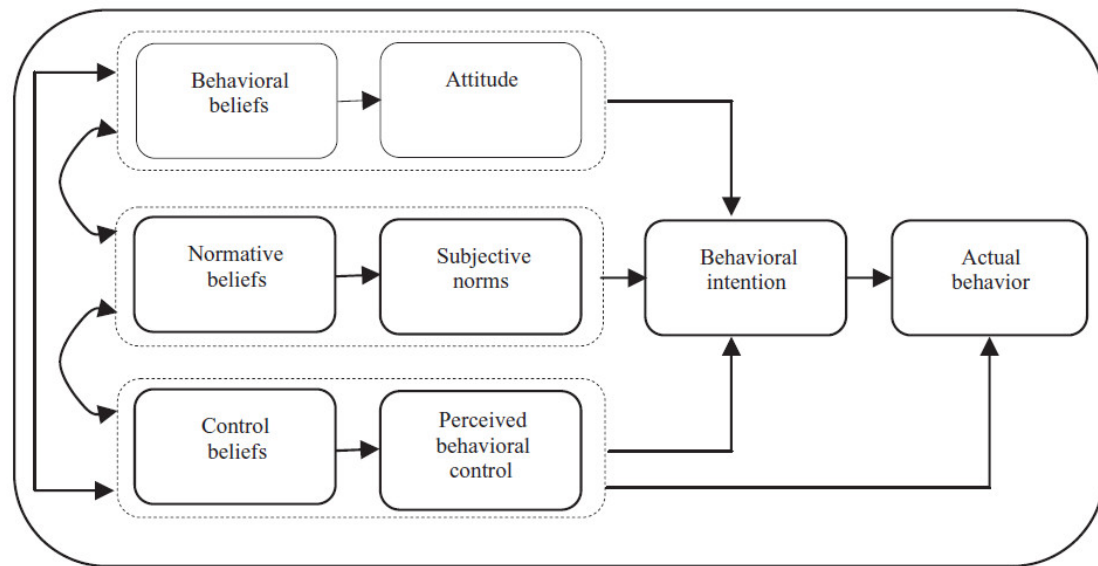 Behavioral
beliefs
Attitude
Normative
beliefs
Subjective
norms
Behavioral
intention
Actual
behavior
Control
beliefs
Perceived
behavioral
control